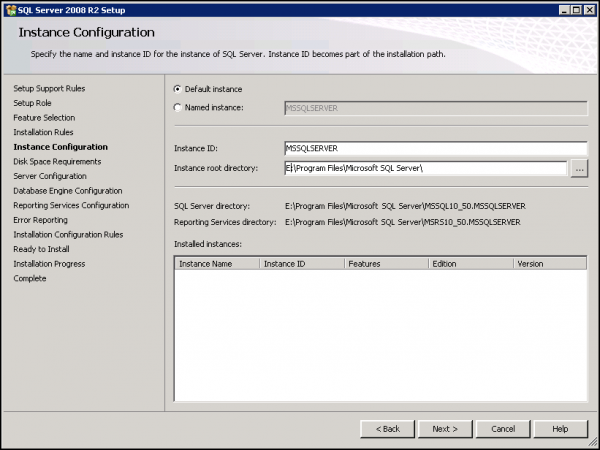 SQL Server 2008 R2 Setup
Instance Configuration
Specify the name and instance ID for the instance of SQL Server. Instance ID becomes part of the installation path.
Setup Support Rules
Setup Role
Feature Selection
Installation Rules
Instance Configuration
Disk Space Requirements
Server Configuration
Database Engine Configuration
Reporting Services Configuration
Error Reporting
Installation Configuration Rules
Ready to Install
Installation Progress
Complete
Default instance
Named instance: MSSQLSERVER
Instance ID: MSSQLSERVER
Instance root directory: E:\Program Files\Microsoft SQL Server\ ...
SQL Server directory: E:\Program Files\Microsoft SQL Server\MSSQL10_50.MSSQLSERVER
Reporting Services directory: E:\Program Files\Microsoft SQL Server\MSRS10_50.MSSQLSERVER
Installed instances:
Instance Name Instance ID Features Edition Version
< Back Next > Cancel Help